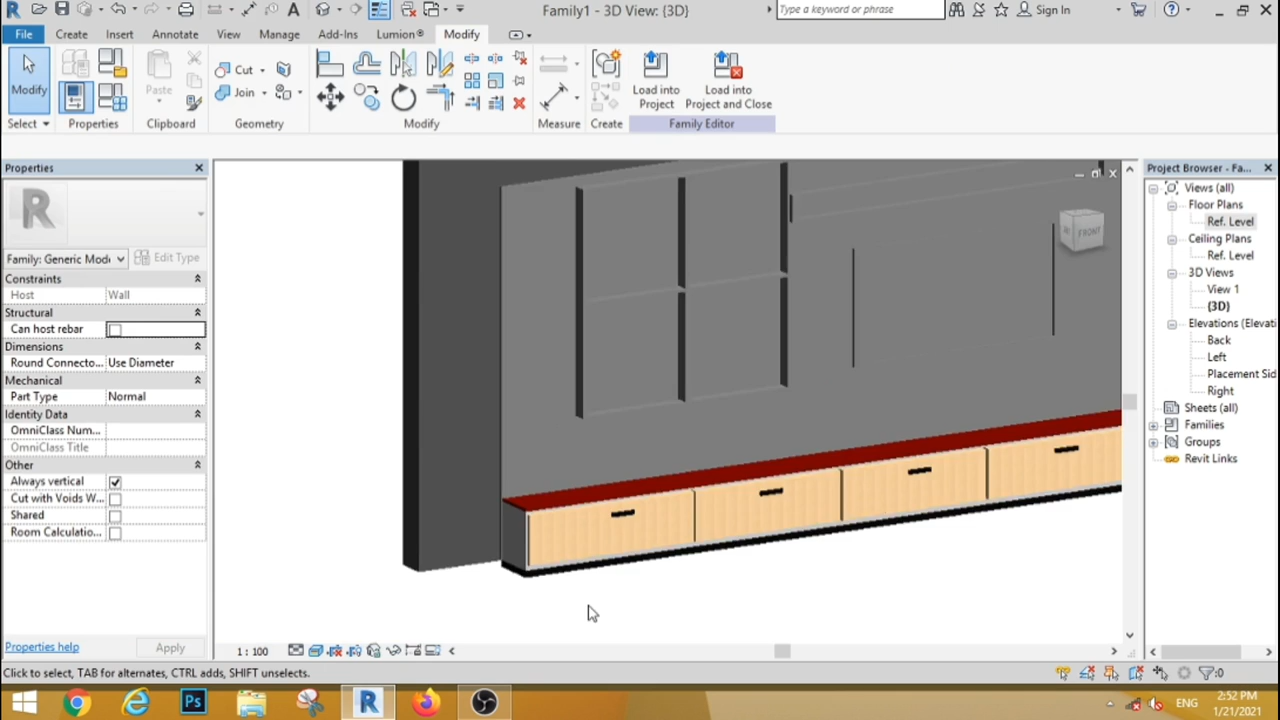 Family1 - 3D View: {3D}
Type a keyword or phrase
Sign In
File
Create
Insert
Annotate
View
Manage
Add-Ins
Lumion®
Modify
Modify
Paste
Cut
Join
Load into
Project
Load into
Project and Close
Select
Properties
Clipboard
Geometry
Modify
Measure
Create
Family Editor
Properties
Family: Generic Mode
Edit Type
Constraints
Host Wall
Structural
Can host rebar
Dimensions
Round Connecto... Use Diameter
Mechanical
Part Type Normal
Identity Data
OmniClass Num...
OmniClass Title
Other
Always vertical
Cut with Voids W...
Shared
Room Calculatio...
Properties help
Apply
FRONT
Project Browser - Fa...
Views (all)
Floor Plans
Ref. Level
Ceiling Plans
Ref. Level
3D Views
View 1
{3D}
Elevations (Elevati
Back
Left
Placement Sid
Right
Sheets (all)
Families
Groups
Revit Links
1 : 100
Click to select, TAB for alternates, CTRL adds, SHIFT unselects.
:0
Ps
ENG
2:52 PM
1/21/2021